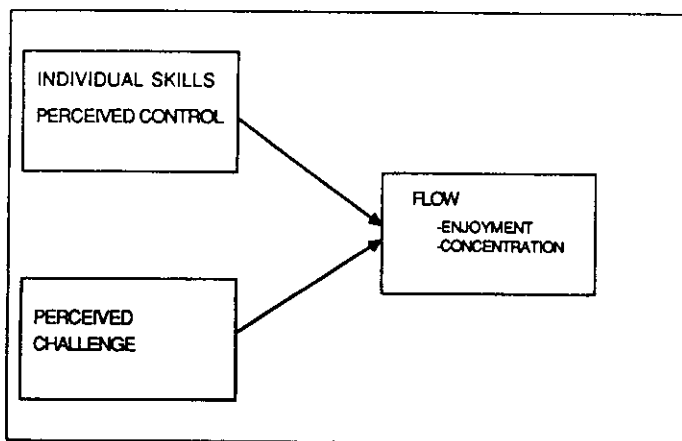 INDIVIDUAL SKILLS
PERCEIVED CONTROL
FLOW
-ENJOYMENT
-CONCENTRATION
PERCEIVED
CHALLENGE